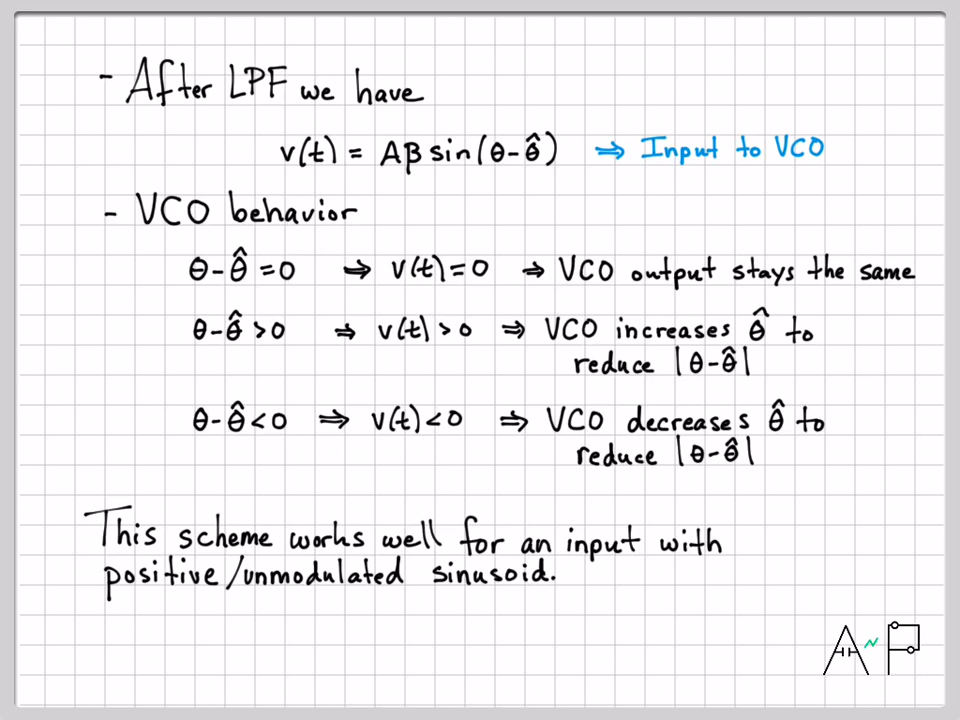 - After LPF we have
v(t) = Aβ sin(θ-θ̂) ⇒ Input to VCO
- VCO behavior
θ-θ̂ = 0 ⇒ v(t) = 0 ⇒ VCO output stays the same
θ-θ̂ > 0 ⇒ v(t) > 0 ⇒ VCO increases θ̂ to
reduce |θ-θ̂|
θ-θ̂ < 0 ⇒ v(t) < 0 ⇒ VCO decreases θ̂ to
reduce |θ-θ̂|
This scheme works well for an input with
positive/unmodulated sinusoid.
A~P